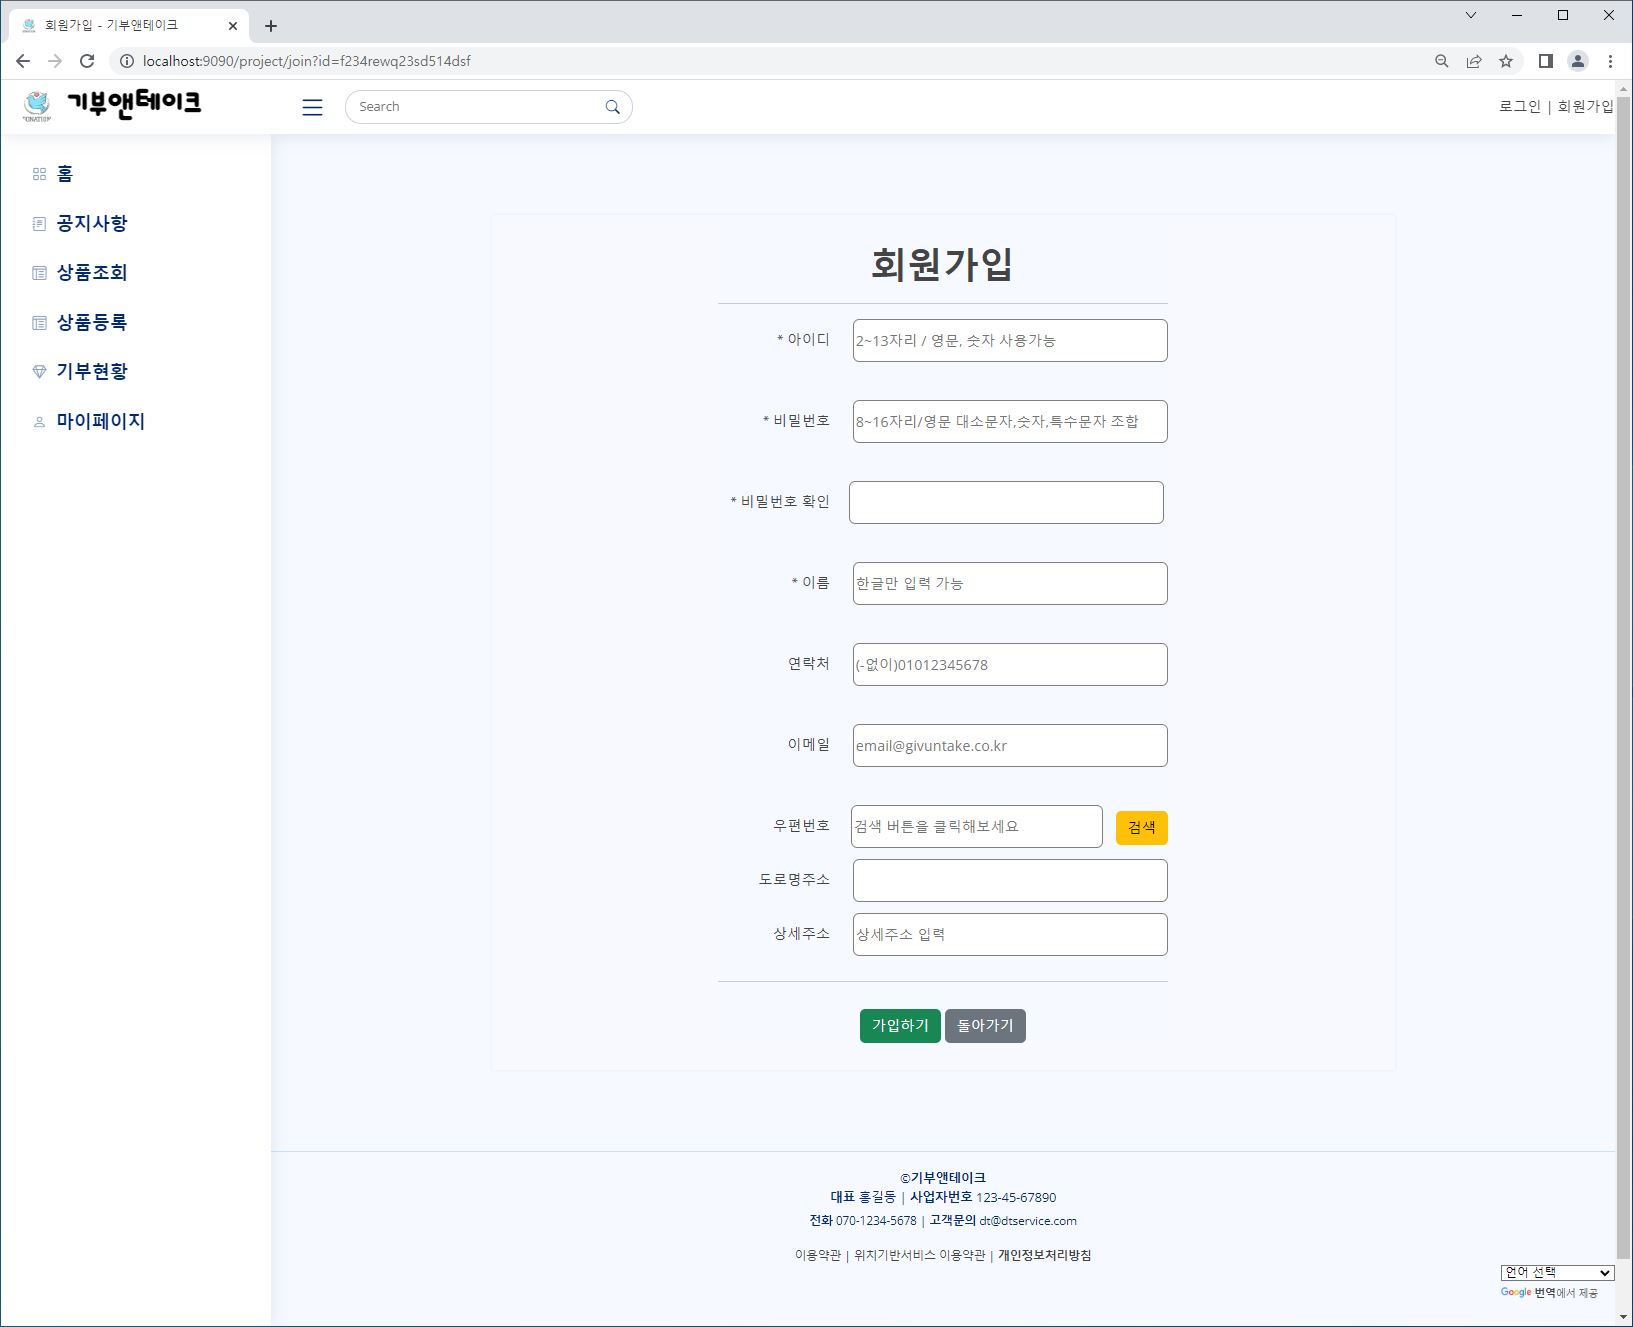 회원가입 - 기부앤테이크
localhost:9090/project/join?id=f234rewq23sd514dsf
기부앤테이크
Search
로그인 | 회원가입
홈
공지사항
상품조회
상품등록
기부현황
마이페이지
회원가입
* 아이디
2~13자리 / 영문, 숫자 사용가능
* 비밀번호
8~16자리/영문 대소문자,숫자,특수문자 조합
* 비밀번호 확인
* 이름
한글만 입력 가능
연락처
(-없이)01012345678
이메일
email@givuntake.co.kr
우편번호
검색 버튼을 클릭해보세요
검색
도로명주소
상세주소
상세주소 입력
가입하기 돌아가기
©기부앤테이크
대표 홍길동 | 사업자번호 123-45-67890
전화 070-1234-5678 | 고객문의 dt@dtservice.com
이용약관 | 위치기반서비스 이용약관 | 개인정보처리방침
언어 선택
Google 번역에서 제공